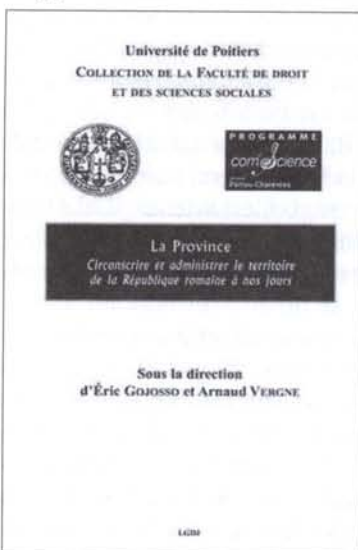 Université de Poitiers
COLLECTION DE LA FACULTÉ DE DROIT
ET DES SCIENCES SOCIALES
PROGRAMME
com science
Poitou-Charentes
La Province
Circonscrire et administrer le territoire
de la République romaine à nos jours
Sous la direction
d'Éric GOJOSSO et Arnaud VERGNE
LGDJ